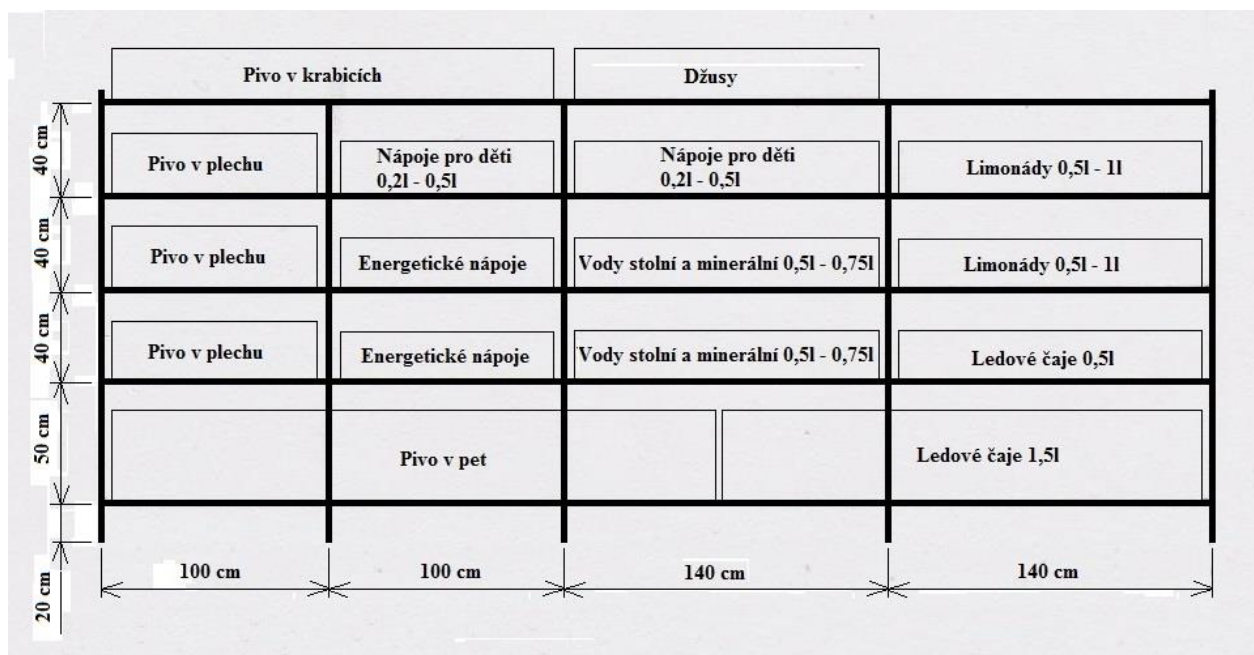 Pivo v krabicích
Džusy
40 cm
Pivo v plechu
Nápoje pro děti
0,2l - 0,5l
Nápoje pro děti
0,2l - 0,5l
Limonády 0,5l - 1l
40 cm
Pivo v plechu
Energetické nápoje
Vody stolní a minerální 0,5l - 0,75l
Limonády 0,5l - 1l
40 cm
Pivo v plechu
Energetické nápoje
Vody stolní a minerální 0,5l - 0,75l
Ledové čaje 0,5l
50 cm
Pivo v pet
Ledové čaje 1,5l
20 cm
100 cm
100 cm
140 cm
140 cm